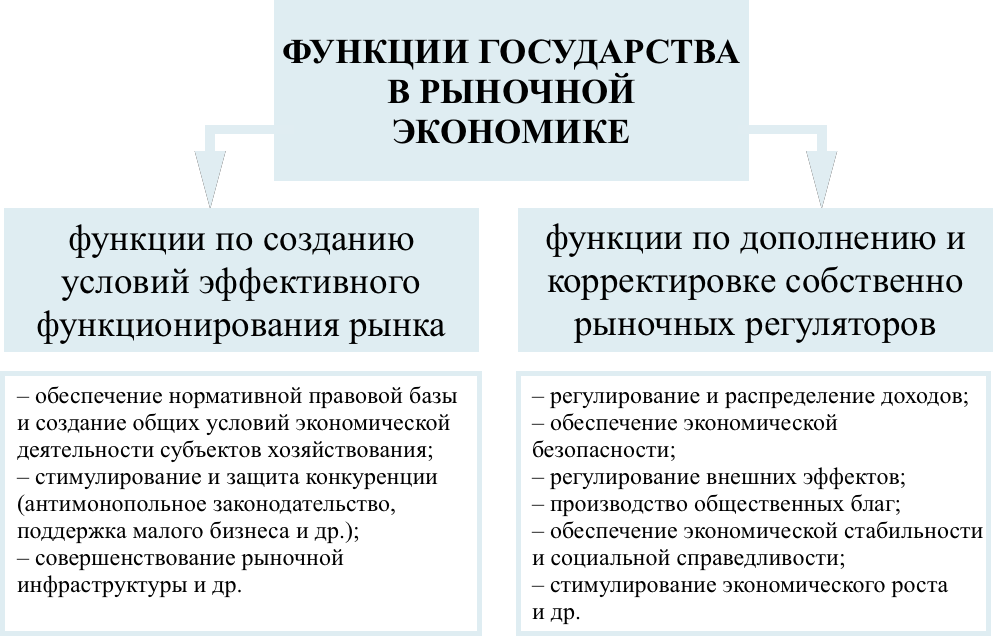 ФУНКЦИИ ГОСУДАРСТВА
В РЫНОЧНОЙ
ЭКОНОМИКЕ
функции по созданию
условий эффективного
функционирования рынка
– обеспечение нормативной правовой базы
и создание общих условий экономической
деятельности субъектов хозяйствования;
– стимулирование и защита конкуренции
(антимонопольное законодательство,
поддержка малого бизнеса и др.);
– совершенствование рыночной
инфраструктуры и др.
функции по дополнению и
корректировке собственно
рыночных регуляторов
– регулирование и распределение доходов;
– обеспечение экономической
безопасности;
– регулирование внешних эффектов;
– производство общественных благ;
– обеспечение экономической стабильности
и социальной справедливости;
– стимулирование экономического роста
и др.